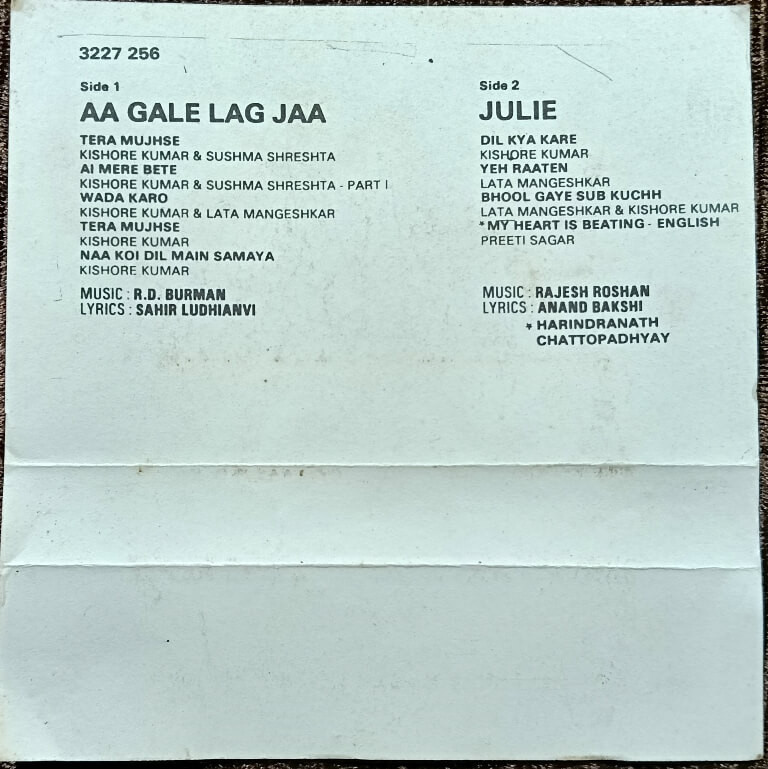 3227 256
Side 1
AA GALE LAG JAA
TERA MUJHSE
KISHORE KUMAR & SUSHMA SHRESHTA
AI MERE BETE
KISHORE KUMAR & SUSHMA SHRESHTA - PART I
WADA KARO
KISHORE KUMAR & LATA MANGESHKAR
TERA MUJHSE
KISHORE KUMAR
NAA KOI DIL MAIN SAMAYA
KISHORE KUMAR
MUSIC : R.D. BURMAN
LYRICS : SAHIR LUDHIANVI
Side 2
JULIE
DIL KYA KARE
KISHORE KUMAR
YEH RAATEN
LATA MANGESHKAR
BHOOL GAYE SUB KUCHH
LATA MANGESHKAR & KISHORE KUMAR
*MY HEART IS BEATING - ENGLISH
PREETI SAGAR
MUSIC : RAJESH ROSHAN
LYRICS : ANAND BAKSHI
* HARINDRANATH
CHATTOPADHYAY